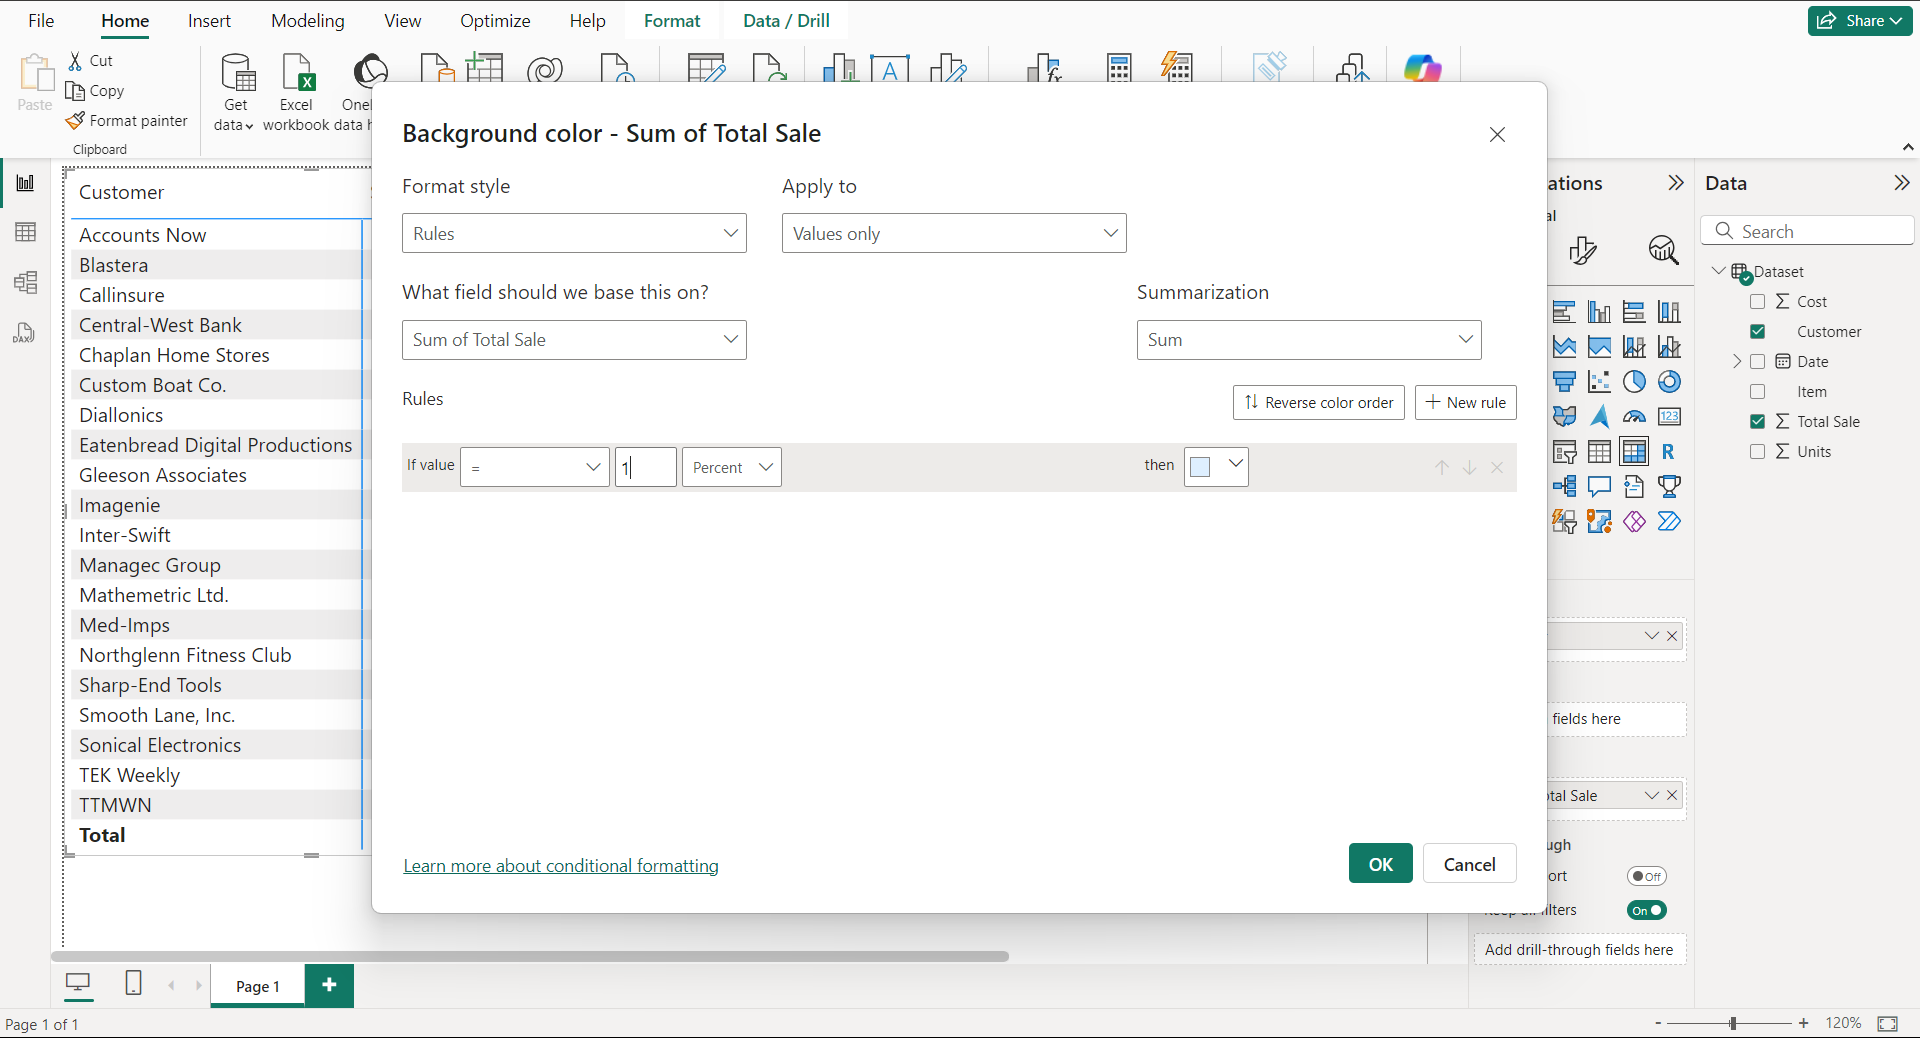 File Home Insert Modeling View Optimize Help Format Data / Drill Share
Paste
Cut
Copy
Format painter
Clipboard
Get data
Excel workbook
data
A
fx
Background color - Sum of Total Sale
Format style
Rules
Apply to
Values only
What field should we base this on?
Sum of Total Sale
Summarization
Sum
Rules
Reverse color order
New rule
If value = 1 Percent then
Learn more about conditional formatting
OK
Cancel
Customer
Accounts Now
Blastera
Callinsure
Central-West Bank
Chaplan Home Stores
Custom Boat Co.
Diallonics
Eatenbread Digital Productions
Gleeson Associates
Imagenie
Inter-Swift
Managec Group
Mathemetric Ltd.
Med-Imps
Northglenn Fitness Club
Sharp-End Tools
Smooth Lane, Inc.
Sonical Electronics
TEK Weekly
TTMWN
Total
DAX
ations
al
123
R
fields here
tal Sale
ugh
ort
Off
filters
On
Add drill-through fields here
Data
Search
Dataset
Cost
Customer
Date
Item
Total Sale
Units
Page 1
Page 1 of 1
- + 120%